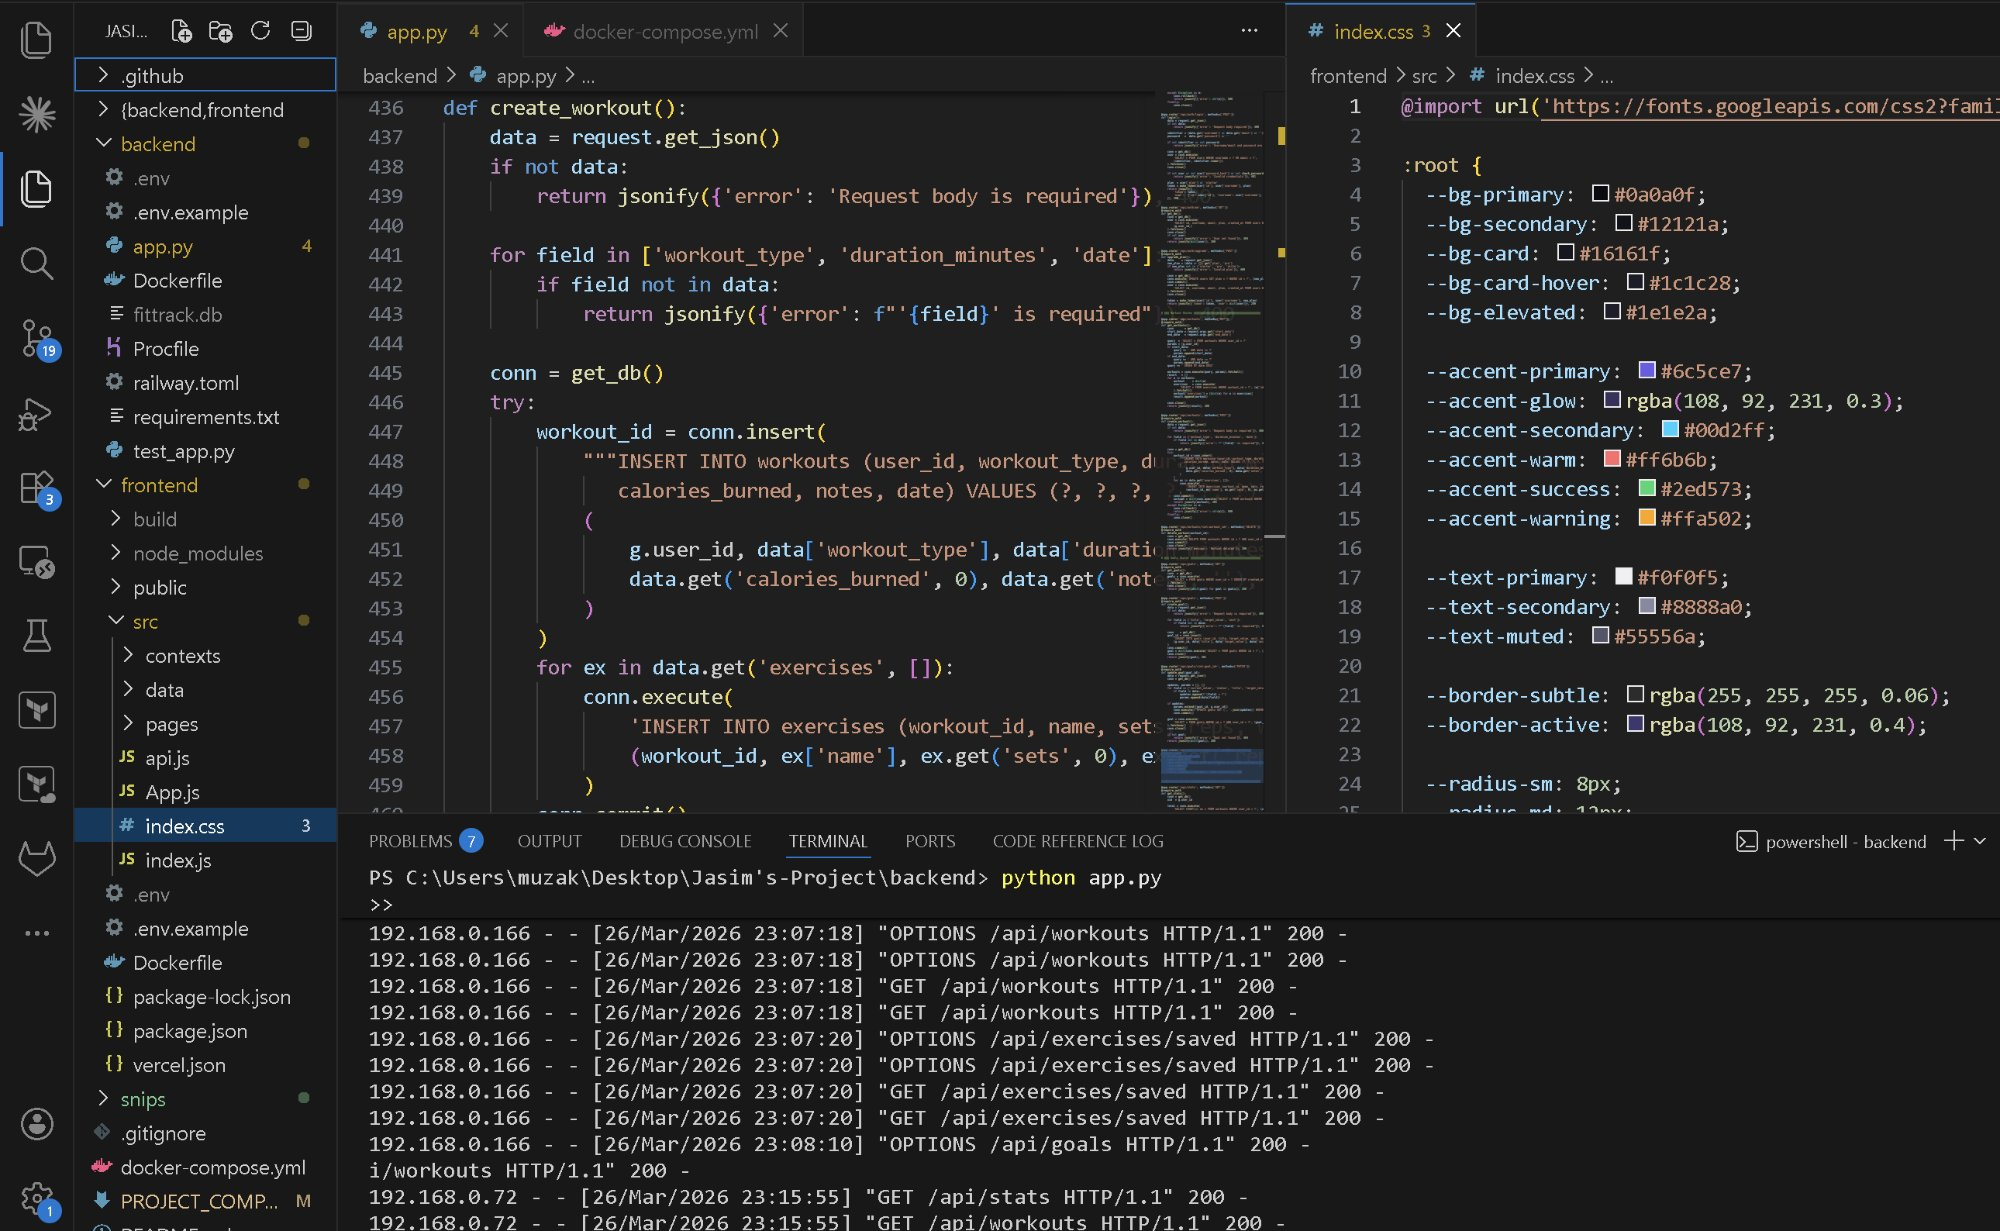 JASI...
.github
{backend,frontend
backend
.env
.env.example
app.py 4
Dockerfile
fittrack.db
Procfile
railway.toml
requirements.txt
test_app.py
frontend
build
node_modules
public
src
contexts
data
pages
JS api.js
JS App.js
# index.css 3
JS index.js
.env
.env.example
Dockerfile
{} package-lock.json
{} package.json
{} vercel.json
snips
.gitignore
docker-compose.yml
PROJECT_COMP... M
19
3
1
app.py 4
docker-compose.yml
backend > app.py > ...
436 def create_workout():
437 data = request.get_json()
438 if not data:
439 return jsonify({'error': 'Request body is required'}),
440
441 for field in ['workout_type', 'duration_minutes', 'date']
442 if field not in data:
443 return jsonify({'error': f"'{field}' is required"
444
445 conn = get_db()
446 try:
447 workout_id = conn.insert(
448 """INSERT INTO workouts (user_id, workout_type,
449 calories_burned, notes, date) VALUES (?, ?, ?,
450 (
451 g.user_id, data['workout_type'], data['durati
452 data.get('calories_burned', 0), data.get('not
453 )
454 )
455 for ex in data.get('exercises', []):
456 conn.execute(
457 'INSERT INTO exercises (workout_id, name, sets
458 (workout_id, ex['name'], ex.get('sets', 0),
459 )
# index.css 3
frontend > src > # index.css > ...
1 @import url('https://fonts.googleapis.com/css2?famil
2
3 :root {
4 --bg-primary: #0a0a0f;
5 --bg-secondary: #12121a;
6 --bg-card: #16161f;
7 --bg-card-hover: #1c1c28;
8 --bg-elevated: #1e1e2a;
9
10 --accent-primary: #6c5ce7;
11 --accent-glow: rgba(108, 92, 231, 0.3);
12 --accent-secondary: #00d2ff;
13 --accent-warm: #ff6b6b;
14 --accent-success: #2ed573;
15 --accent-warning: #ffa502;
16
17 --text-primary: #f0f0f5;
18 --text-secondary: #8888a0;
19 --text-muted: #55556a;
20
21 --border-subtle: rgba(255, 255, 255, 0.06);
22 --border-active: rgba(108, 92, 231, 0.4);
23
24 --radius-sm: 8px;
PROBLEMS 7 OUTPUT DEBUG CONSOLE TERMINAL PORTS CODE REFERENCE LOG
powershell - backend
PS C:\Users\muzak\Desktop\Jasim's-Project\backend> python app.py
>>
192.168.0.166 - - [26/Mar/2026 23:07:18] "OPTIONS /api/workouts HTTP/1.1" 200 -
192.168.0.166 - - [26/Mar/2026 23:07:18] "OPTIONS /api/workouts HTTP/1.1" 200 -
192.168.0.166 - - [26/Mar/2026 23:07:18] "GET /api/workouts HTTP/1.1" 200 -
192.168.0.166 - - [26/Mar/2026 23:07:18] "GET /api/workouts HTTP/1.1" 200 -
192.168.0.166 - - [26/Mar/2026 23:07:20] "OPTIONS /api/exercises/saved HTTP/1.1" 200 -
192.168.0.166 - - [26/Mar/2026 23:07:20] "OPTIONS /api/exercises/saved HTTP/1.1" 200 -
192.168.0.166 - - [26/Mar/2026 23:07:20] "GET /api/exercises/saved HTTP/1.1" 200 -
192.168.0.166 - - [26/Mar/2026 23:07:20] "GET /api/exercises/saved HTTP/1.1" 200 -
192.168.0.166 - - [26/Mar/2026 23:08:10] "OPTIONS /api/goals HTTP/1.1" 200 -
i/workouts HTTP/1.1" 200 -
192.168.0.72 - - [26/Mar/2026 23:15:55] "GET /api/stats HTTP/1.1" 200 -
192.168.0.72 - - [26/Mar/2026 23:15:55] "GET /api/workouts HTTP/1.1" 200 -